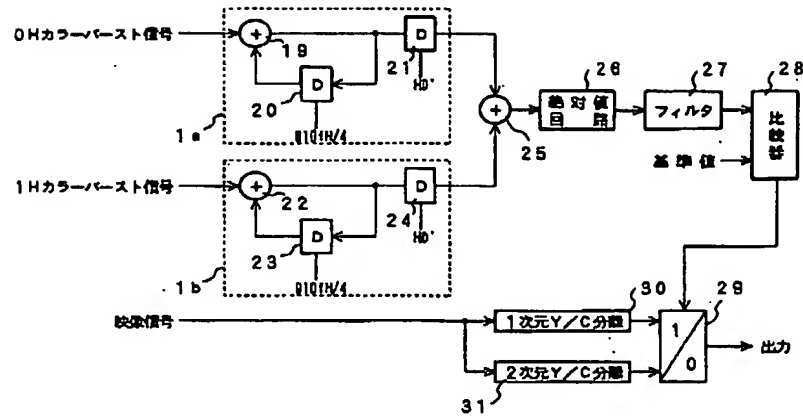 0Hカラーバースト信号
+
19
D
21
HD'
20
D
1a
1Hカラーバースト信号
+
22
D
24
HD'
23
D
1b
+
25
絶対値
回路
26
フィルタ
27
比較器
28
基準値
映像信号
1次元Y/C分離
30
2次元Y/C分離
31
1/0
29
出力